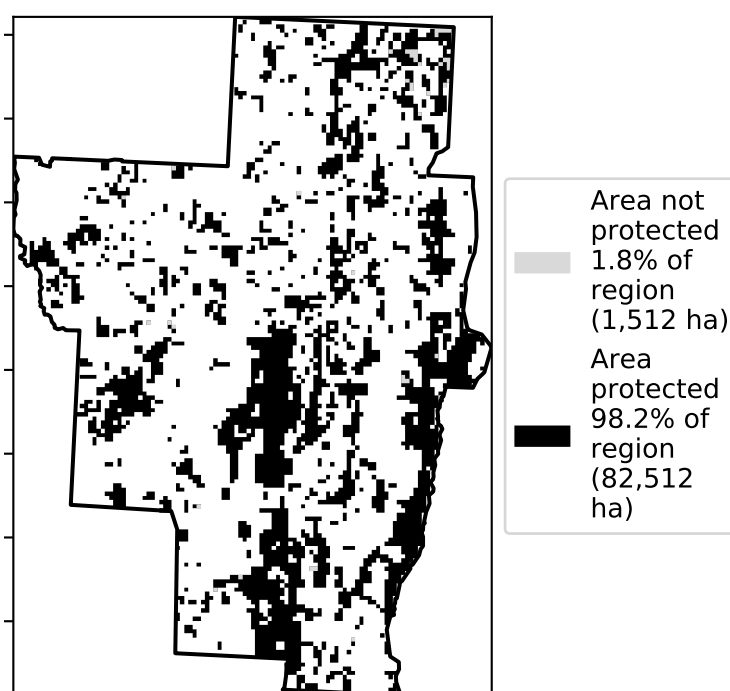 Area not
protected
1.8% of
region
(1,512 ha)
Area
protected
98.2% of
region
(82,512
ha)